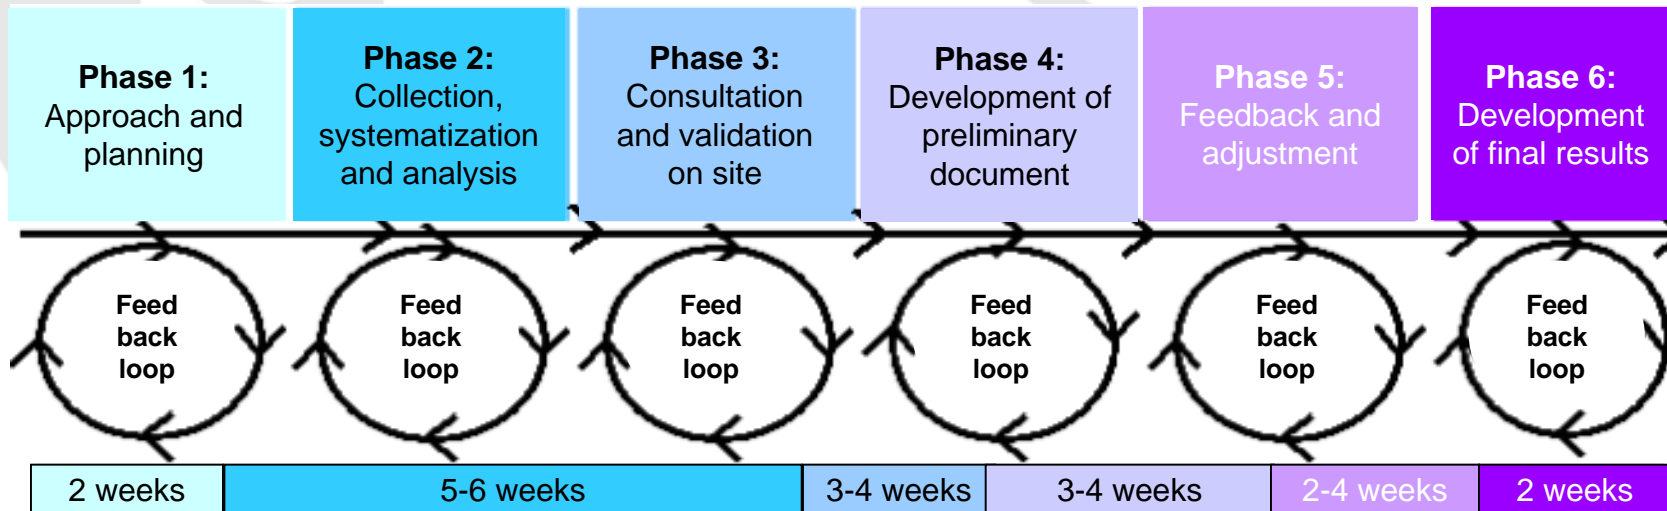 Phase 1:
Approach and
planning
Phase 2:
Collection,
systematization
and analysis
Phase 3:
Consultation
and validation
on site
Phase 4:
Development of
preliminary
document
Phase 5:
Feedback and
adjustment
Phase 6:
Development
of final results
Feed
back
loop
Feed
back
loop
Feed
back
loop
Feed
back
loop
Feed
back
loop
Feed
back
loop
2 weeks
5-6 weeks
3-4 weeks
3-4 weeks
2-4 weeks
2 weeks